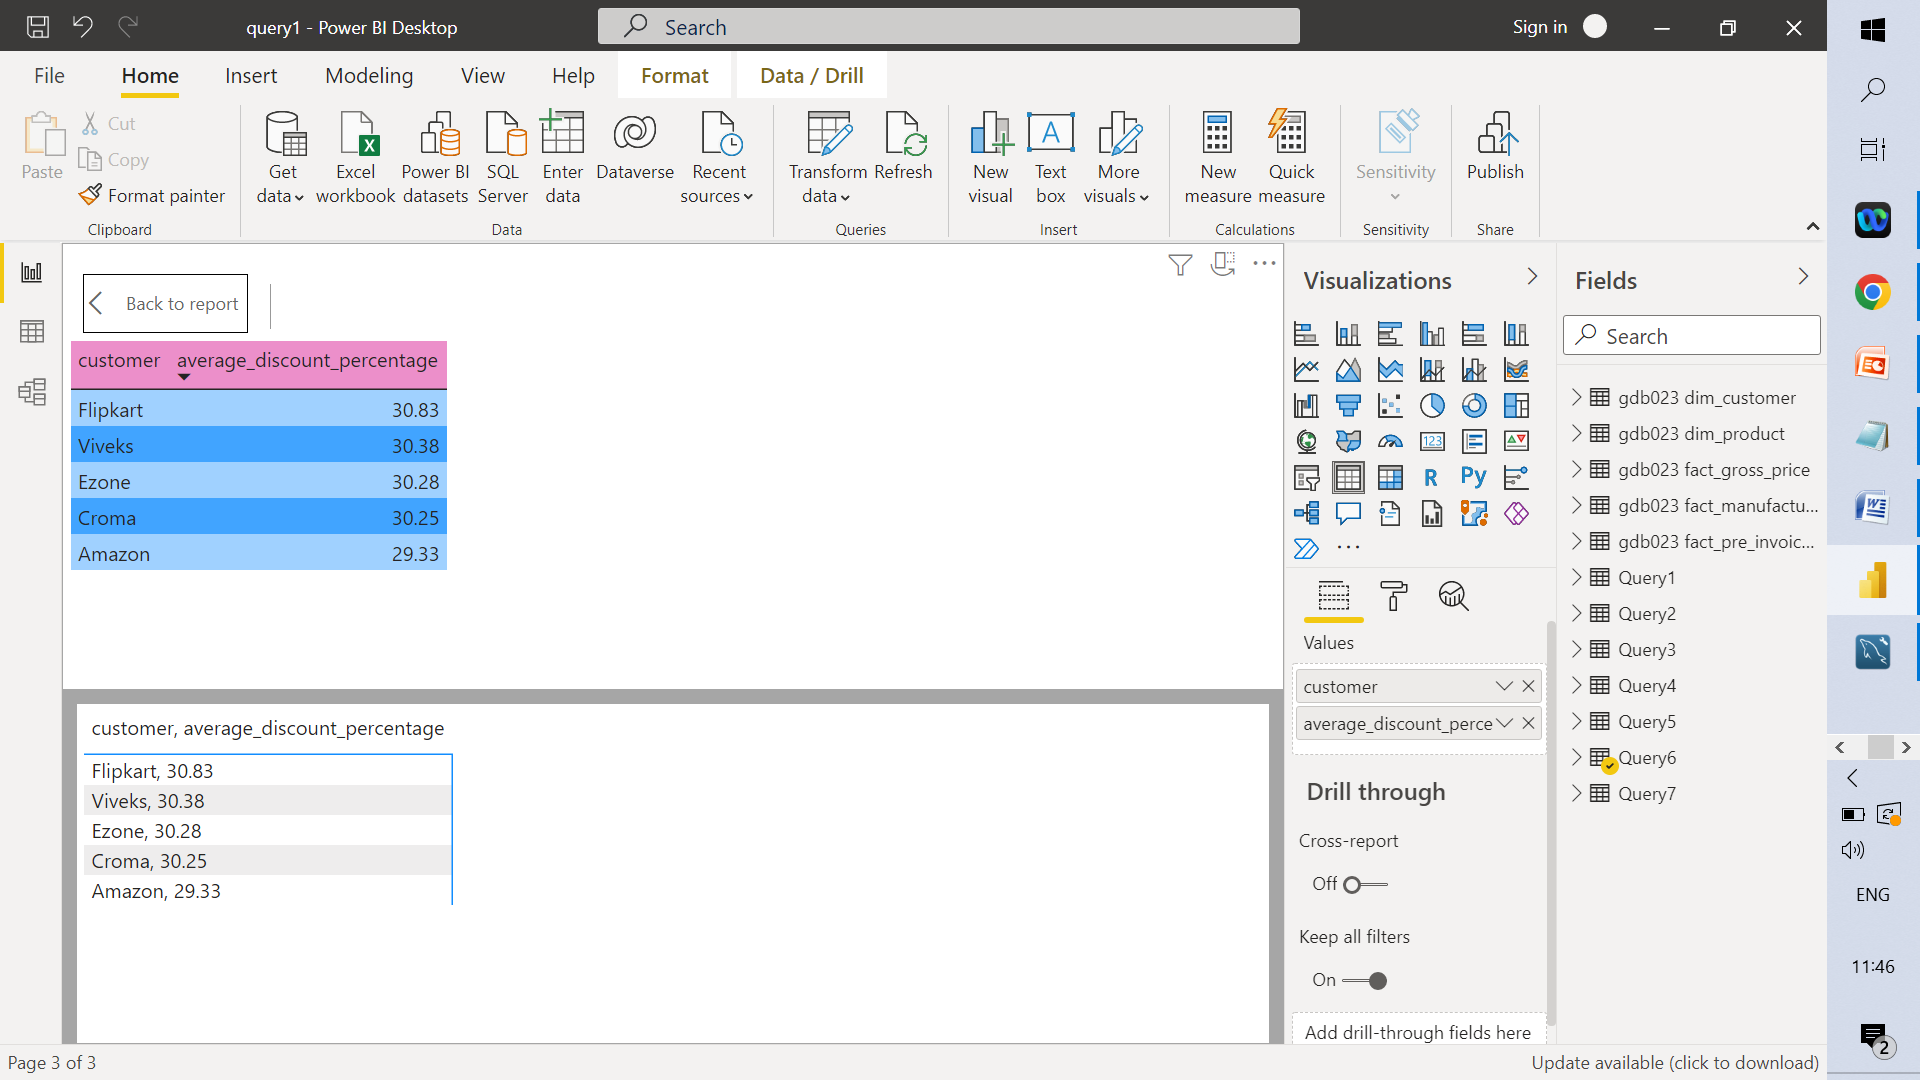 query1 - Power BI Desktop
Search
Sign in
File
Home
Insert
Modeling
View
Help
Format
Data / Drill
Paste
Cut
Copy
Format painter
Clipboard
Get data
Excel workbook
Power BI datasets
SQL Server
Enter data
Dataverse
Recent sources
Data
Transform data
Refresh
Queries
New visual
Text box
More visuals
Insert
New measure
Quick measure
Calculations
Sensitivity
Sensitivity
Publish
Share
Back to report
customer average_discount_percentage
Flipkart 30.83
Viveks 30.38
Ezone 30.28
Croma 30.25
Amazon 29.33
customer, average_discount_percentage
Flipkart, 30.83
Viveks, 30.38
Ezone, 30.28
Croma, 30.25
Amazon, 29.33
Visualizations
123
R
Py
Values
customer
average_discount_perce
Drill through
Cross-report
Off
Keep all filters
On
Add drill-through fields here
Fields
Search
gdb023 dim_customer
gdb023 dim_product
gdb023 fact_gross_price
gdb023 fact_manufactu...
gdb023 fact_pre_invoic...
Query1
Query2
Query3
Query4
Query5
Query6
Query7
ENG
11:46
2
Page 3 of 3
Update available (click to download)